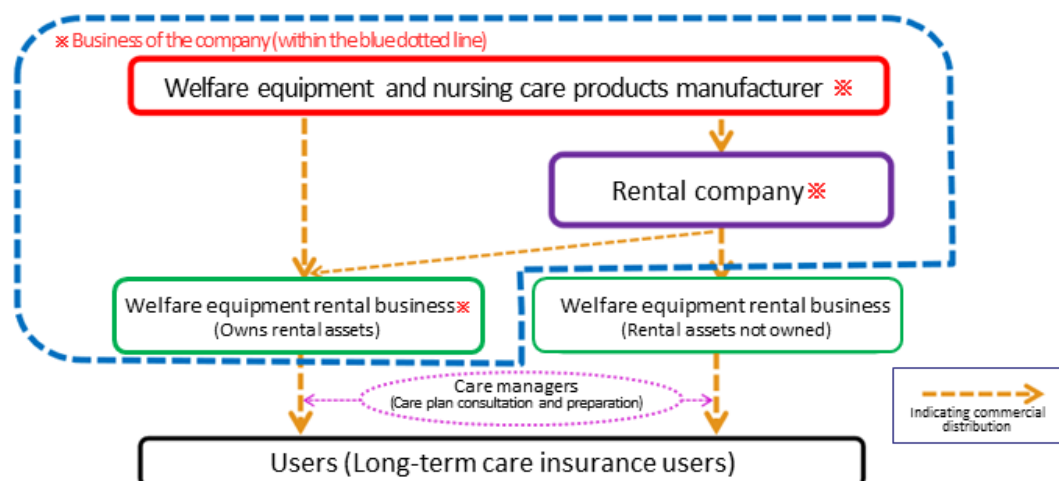 ※ Business of the company (within the blue dotted line)
Welfare equipment and nursing care products manufacturer ※
Rental company※
Welfare equipment rental business※
(Owns rental assets)
Welfare equipment rental business
(Rental assets not owned)
Care managers
(Care plan consultation and preparation)
Indicating commercial
distribution
Users (Long-term care insurance users)